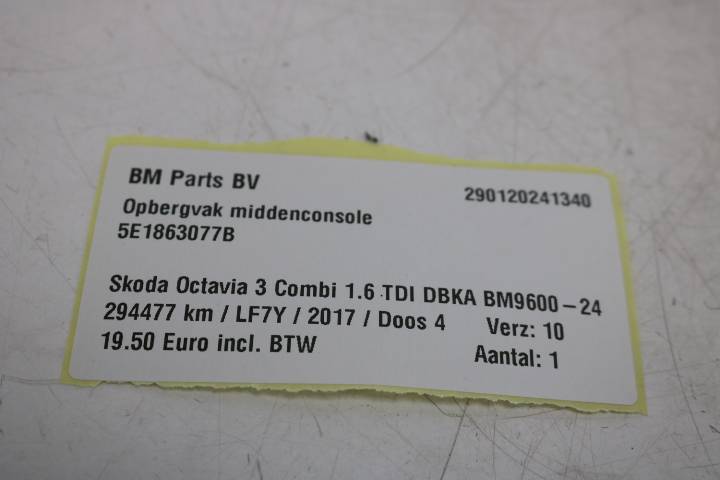 BM Parts BV 290120241340
Opbergvak middenconsole
5E1863077B
Skoda Octavia 3 Combi 1.6 TDI DBKA BM9600-24
294477 km / LF7Y / 2017 / Doos 4 Verz: 10
19.50 Euro incl. BTW Aantal: 1